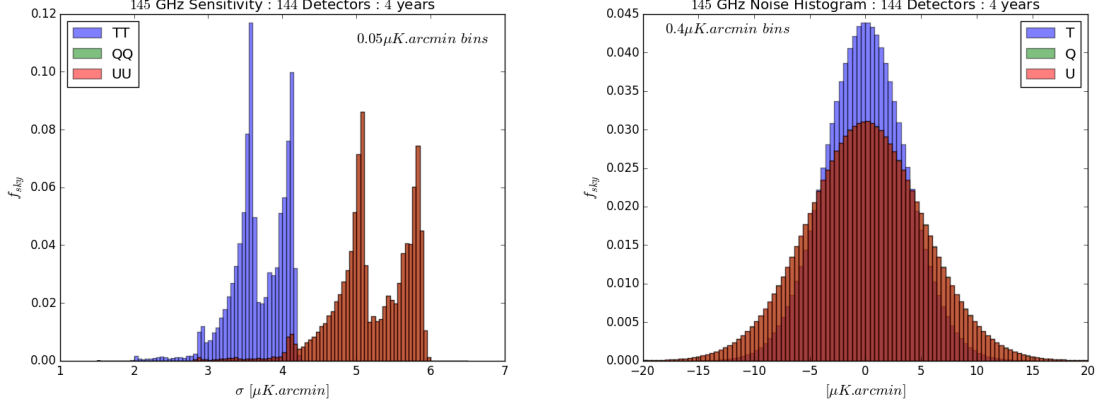 145 GHz Sensitivity : 144 Detectors : 4 years
0.12
0.10
0.08
0.06
0.04
0.02
0.00
f_sky
TT
QQ
UU
0.05μK.arcmin bins
1 2 3 4 5 6 7
σ [μK.arcmin]
145 GHz Noise Histogram : 144 Detectors : 4 years
0.045
0.040
0.035
0.030
0.025
0.020
0.015
0.010
0.005
0.000
f_sky
0.4μK.arcmin bins
T
Q
U
−20 −15 −10 −5 0 5 10 15 20
[μK.arcmin]